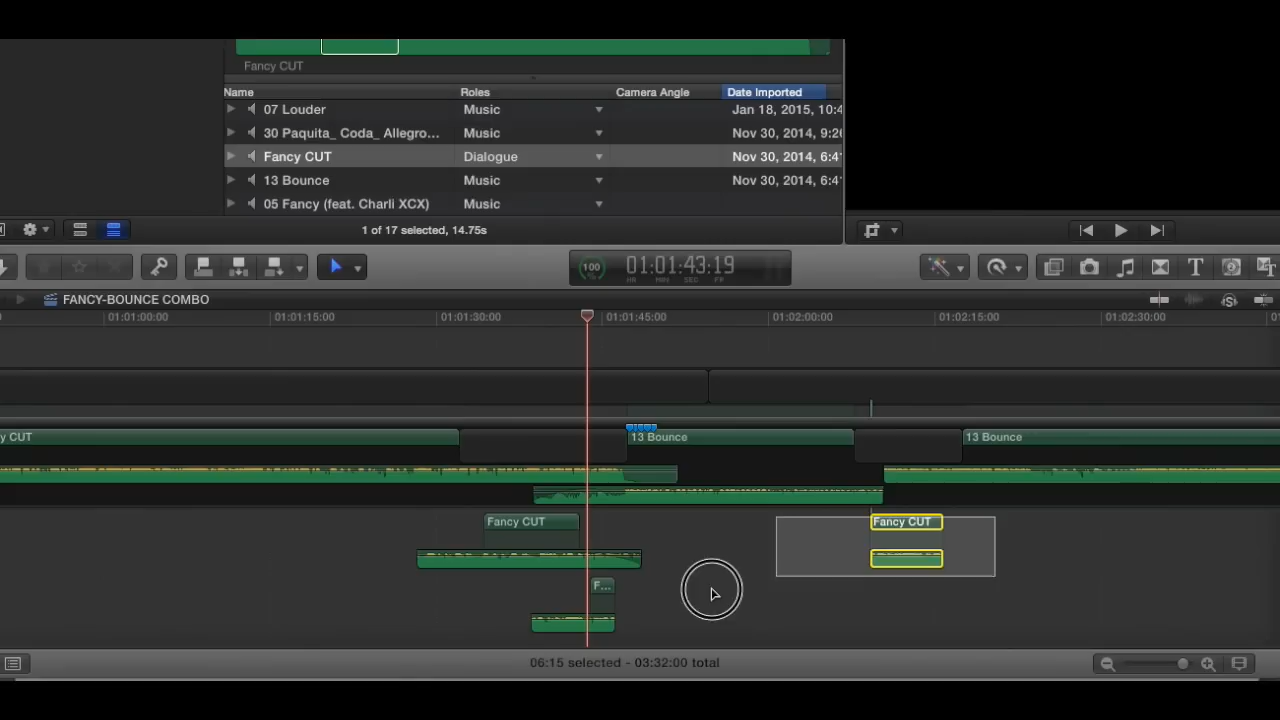 Fancy CUT
Name Roles Camera Angle Date Imported
07 Louder Music Jan 18, 2015, 10:4
30 Paquita_ Coda_ Allegro... Music Nov 30, 2014, 9:2
Fancy CUT Dialogue Nov 30, 2014, 6:4
13 Bounce Music Nov 30, 2014, 6:4
05 Fancy (feat. Charli XCX) Music
1 of 17 selected, 14.75s
100 01:01:43:19
HR MIN SEC FR
FANCY-BOUNCE COMBO
01:01:00:00 01:01:15:00 01:01:30:00 01:01:45:00 01:02:00:00 01:02:15:00 01:02:30:00
y CUT 13 Bounce 13 Bounce
Fancy CUT Fancy CUT
F...
06:15 selected - 03:32:00 total